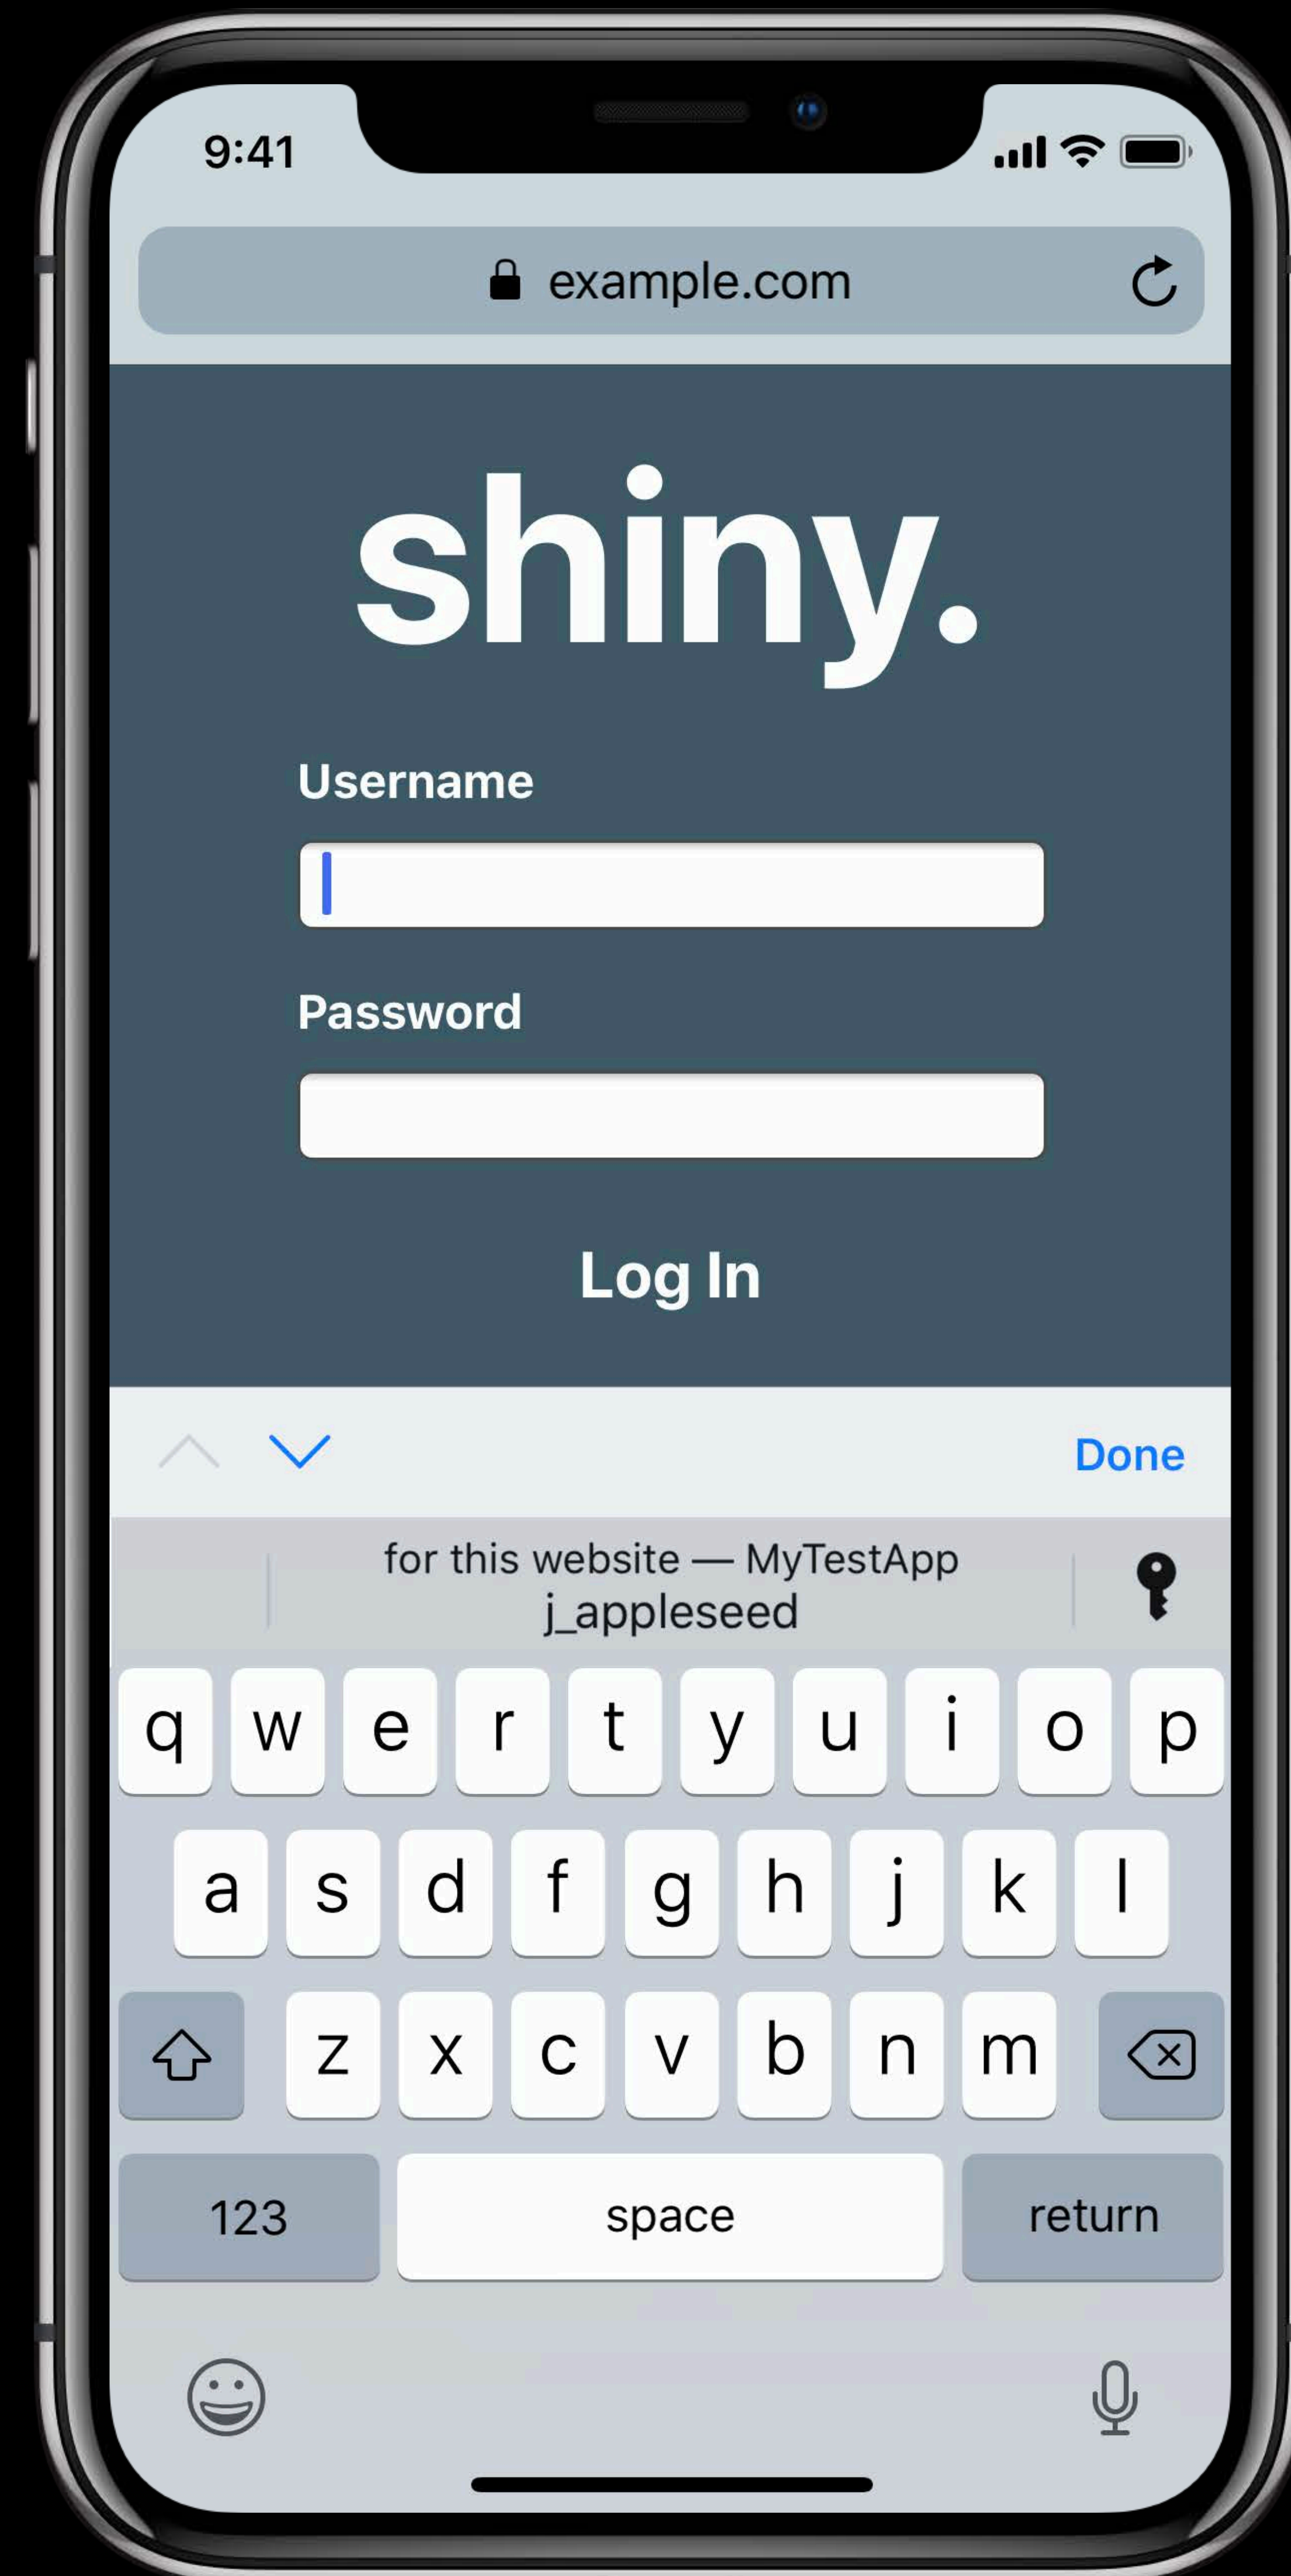 9:41
example.com
shiny.
Username
Password
Log In
Done
for this website — MyTestApp
j_appleseed
q w e r t y u i o p
a s d f g h j k l
z x c v b n m
123 space return